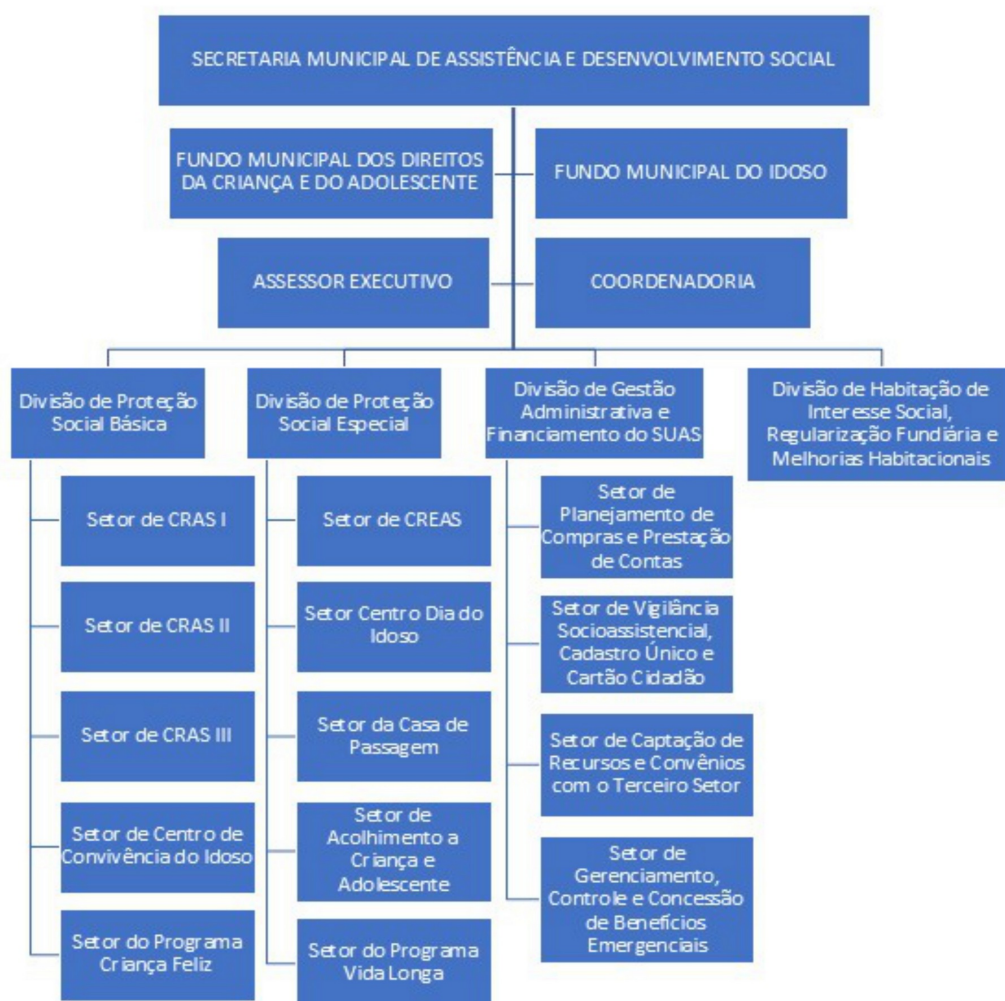 SECRETARIA MUNICIPAL DE ASSISTÊNCIA E DESENVOLVIMENTO SOCIAL
FUNDO MUNICIPAL DOS DIREITOS
DA CRIANÇA E DO ADOLESCENTE
FUNDO MUNICIPAL DO IDOSO
ASSESSOR EXECUTIVO
COORDENADORIA
Divisão de Proteção
Social Básica
Setor de CRAS I
Setor de CRAS II
Setor de CRAS III
Setor de Centro de
Convivência do Idoso
Setor do Programa
Criança Feliz
Divisão de Proteção
Social Especial
Setor de CREAS
Setor Centro Dia do
Idoso
Setor da Casa de
Passagem
Setor de
Acolhimento a
Criança e
Adolescente
Setor do Programa
Vida Longa
Divisão de Gestão
Administrativa e
Financiamento do SUAS
Setor de
Planejamento de
Compras e Prestação
de Contas
Setor de Vigilância
Socioassistencial,
Cadastro Único e
Cartão Cidadão
Setor de Captação de
Recursos e Convênios
com o Terceiro Setor
Setor de
Gerenciamento,
Controle e Concessão
de Benefícios
Emergenciais
Divisão de Habitação de
Interesse Social,
Regularização Fundiária e
Melhorias Habitacionais